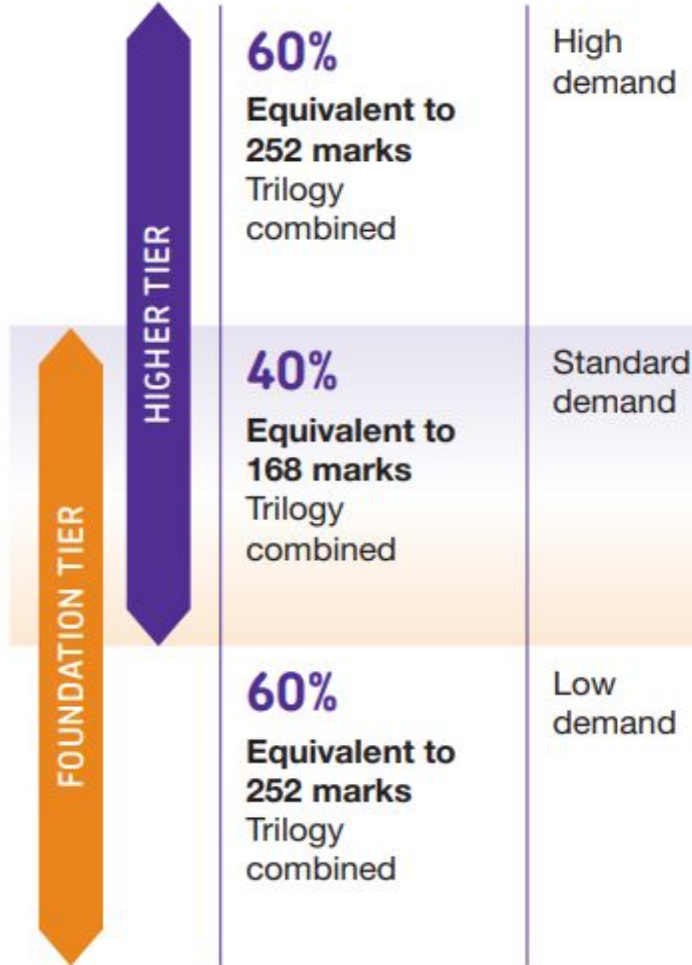 60%
Equivalent to
252 marks
Trilogy
combined
High
demand
HIGHER TIER
40%
Equivalent to
168 marks
Trilogy
combined
Standard
demand
FOUNDATION TIER
60%
Equivalent to
252 marks
Trilogy
combined
Low
demand